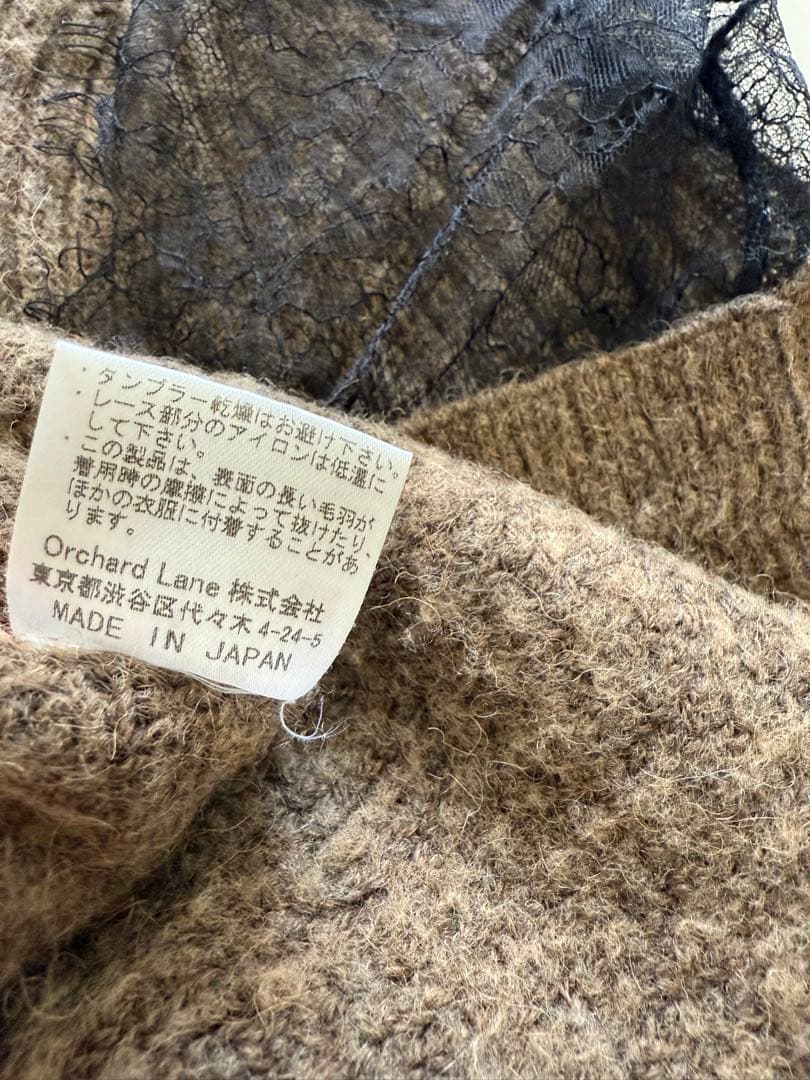 ・タンブラー乾燥はお避け下さい。
・レース部分のアイロンは低温に
して下さい。
・この製品は、表面の長い毛羽が
着用時の摩擦によって抜けたり、
ほかの衣服に付着することがあ
ります。
Orchard Lane 株式会社
東京都渋谷区代々木 4-24-5
MADE IN JAPAN